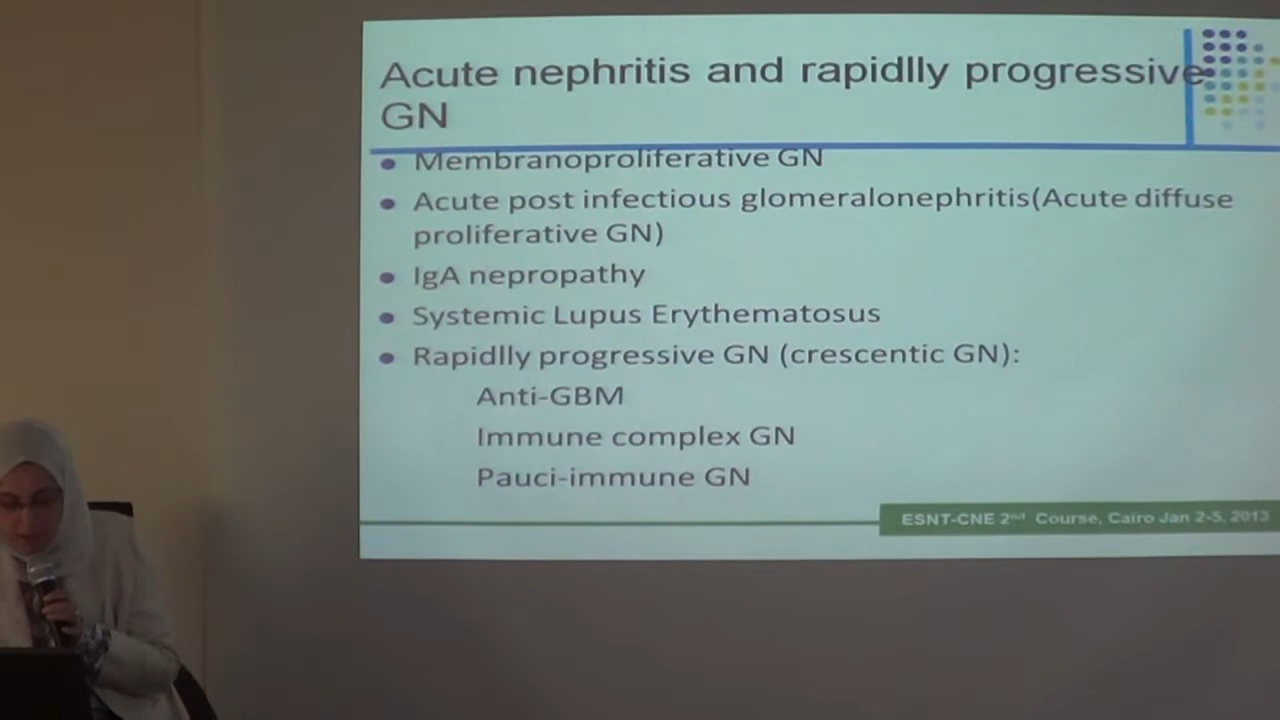 Acute nephritis and rapidlly progressive
GN
Membranoproliferative GN
Acute post infectious glomeralonephritis(Acute diffuse
proliferative GN)
IgA nepropathy
Systemic Lupus Erythematosus
Rapidlly progressive GN (crescentic GN):
Anti-GBM
Immune complex GN
Pauci-immune GN
ESNT-CNE 2nd Course, Cairo Jan 2-5, 2013